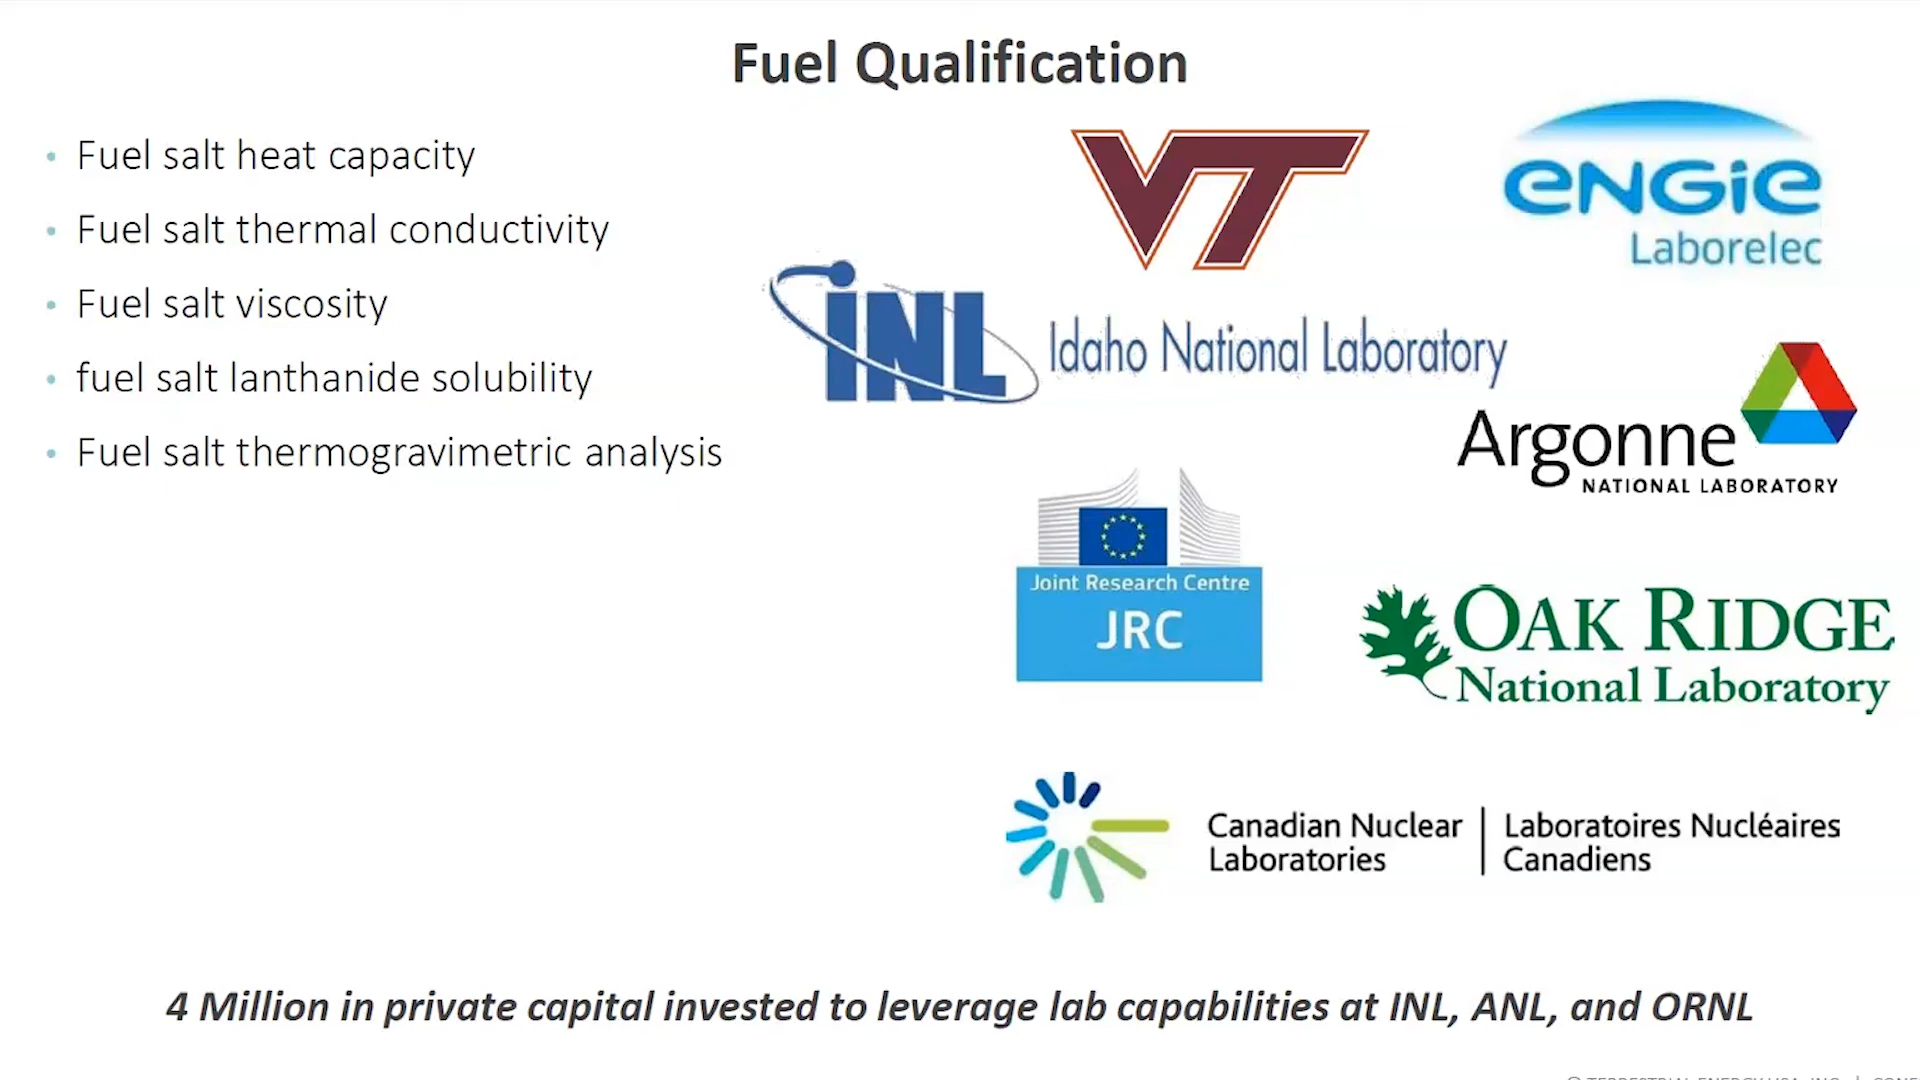 Fuel Qualification
• Fuel salt heat capacity
• Fuel salt thermal conductivity
• Fuel salt viscosity
• fuel salt lanthanide solubility
• Fuel salt thermogravimetric analysis
VT
ENGiE
Laborelec
iNL Idaho National Laboratory
Argonne
NATIONAL LABORATORY
Joint Research Centre
JRC
OAK RIDGE
National Laboratory
Canadian Nuclear
Laboratories
Laboratoires Nucléaires
Canadiens
4 Million in private capital invested to leverage lab capabilities at INL, ANL, and ORNL